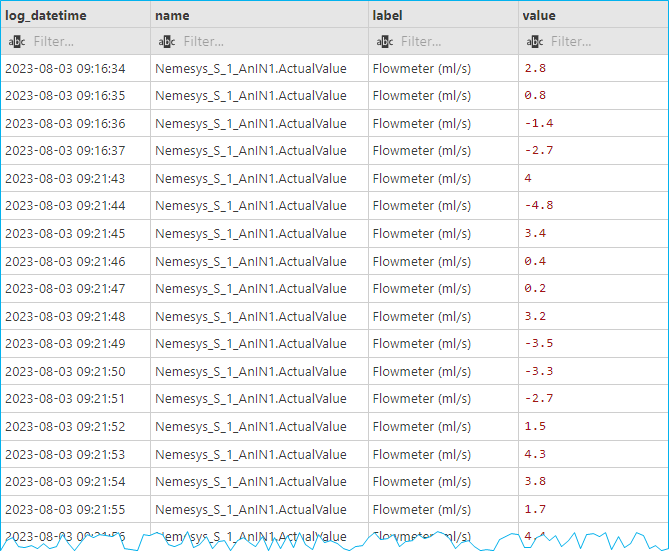 log_datetime name label value
abc Filter... abc Filter... abc Filter... abc Filter...
2023-08-03 09:16:34 Nemesys_S_1_AnIN1.ActualValue Flowmeter (ml/s) 2.8
2023-08-03 09:16:35 Nemesys_S_1_AnIN1.ActualValue Flowmeter (ml/s) 0.8
2023-08-03 09:16:36 Nemesys_S_1_AnIN1.ActualValue Flowmeter (ml/s) -1.4
2023-08-03 09:16:37 Nemesys_S_1_AnIN1.ActualValue Flowmeter (ml/s) -2.7
2023-08-03 09:21:43 Nemesys_S_1_AnIN1.ActualValue Flowmeter (ml/s) 4
2023-08-03 09:21:44 Nemesys_S_1_AnIN1.ActualValue Flowmeter (ml/s) -4.8
2023-08-03 09:21:45 Nemesys_S_1_AnIN1.ActualValue Flowmeter (ml/s) 3.4
2023-08-03 09:21:46 Nemesys_S_1_AnIN1.ActualValue Flowmeter (ml/s) 0.4
2023-08-03 09:21:47 Nemesys_S_1_AnIN1.ActualValue Flowmeter (ml/s) 0.2
2023-08-03 09:21:48 Nemesys_S_1_AnIN1.ActualValue Flowmeter (ml/s) 3.2
2023-08-03 09:21:49 Nemesys_S_1_AnIN1.ActualValue Flowmeter (ml/s) -3.5
2023-08-03 09:21:50 Nemesys_S_1_AnIN1.ActualValue Flowmeter (ml/s) -3.3
2023-08-03 09:21:51 Nemesys_S_1_AnIN1.ActualValue Flowmeter (ml/s) -2.7
2023-08-03 09:21:52 Nemesys_S_1_AnIN1.ActualValue Flowmeter (ml/s) 1.5
2023-08-03 09:21:53 Nemesys_S_1_AnIN1.ActualValue Flowmeter (ml/s) 4.3
2023-08-03 09:21:54 Nemesys_S_1_AnIN1.ActualValue Flowmeter (ml/s) 3.8
2023-08-03 09:21:55 Nemesys_S_1_AnIN1.ActualValue Flowmeter (ml/s) 1.7
2023-08-03 Nemesys_S_1_AnIN1.ActualValue Flowmeter (ml/s)